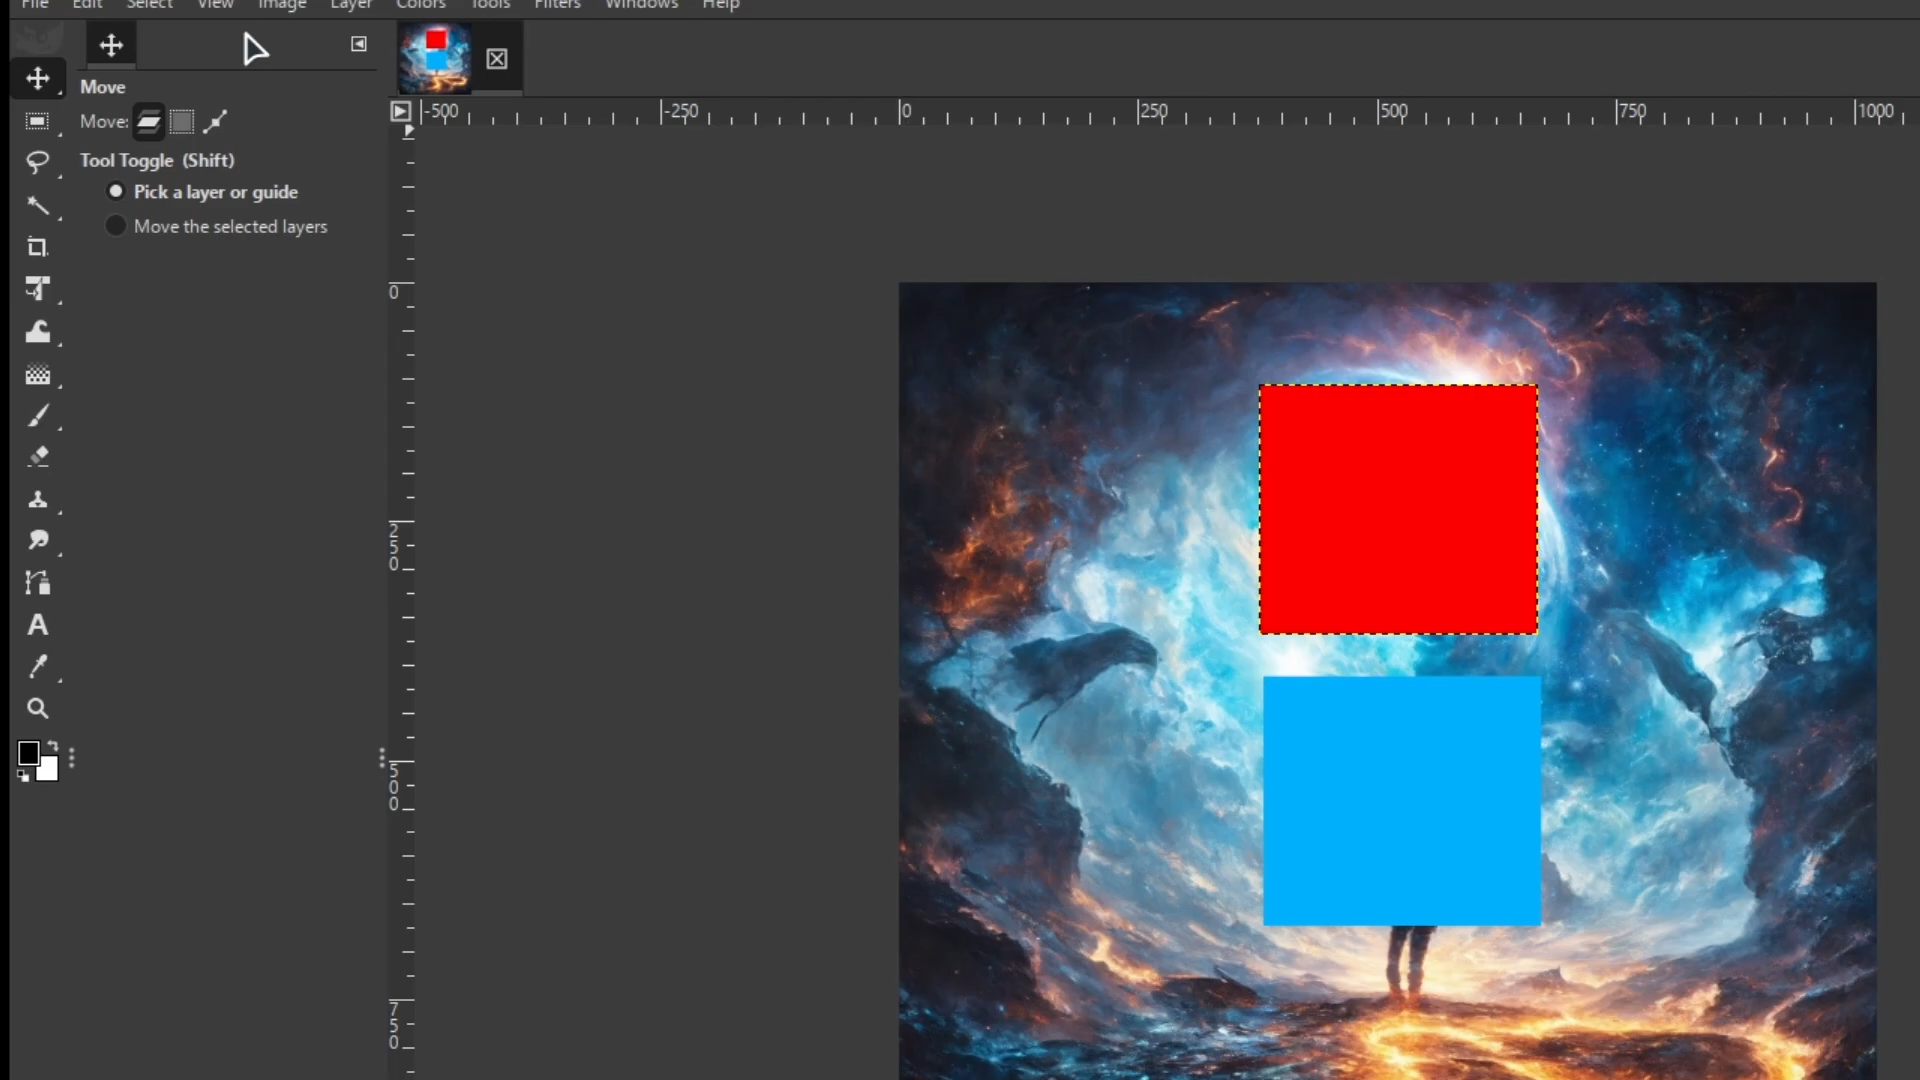 File Edit Select View Image Layer Colors Tools Filters Windows Help
Move
Move:
Tool Toggle (Shift)
Pick a layer or guide
Move the selected layers
-500 -250 0 250 500 750 1000
0
250
500
750